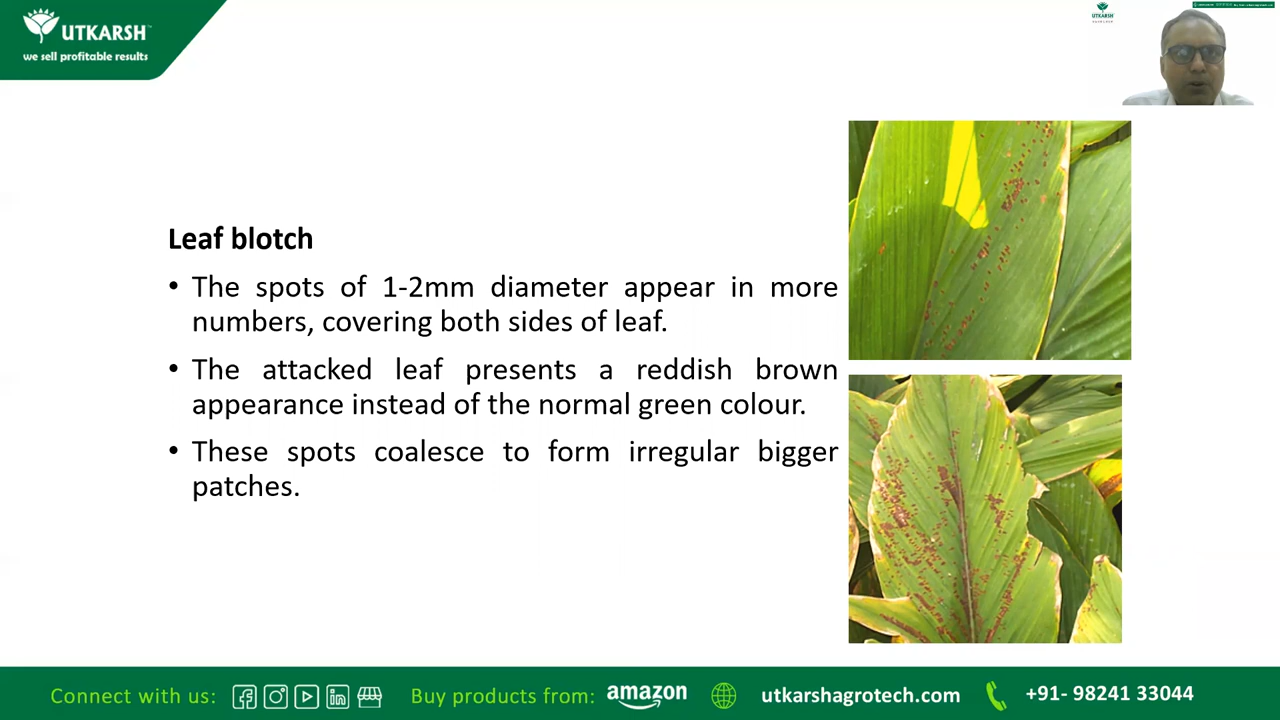 UTKARSH
we sell profitable results
UTKARSH
Leaf blotch
• The spots of 1-2mm diameter appear in more
numbers, covering both sides of leaf.
• The attacked leaf presents a reddish brown
appearance instead of the normal green colour.
• These spots coalesce to form irregular bigger
patches.
Connect with us:
Buy products from: amazon
utkarshagrotech.com
+91- 98241 33044